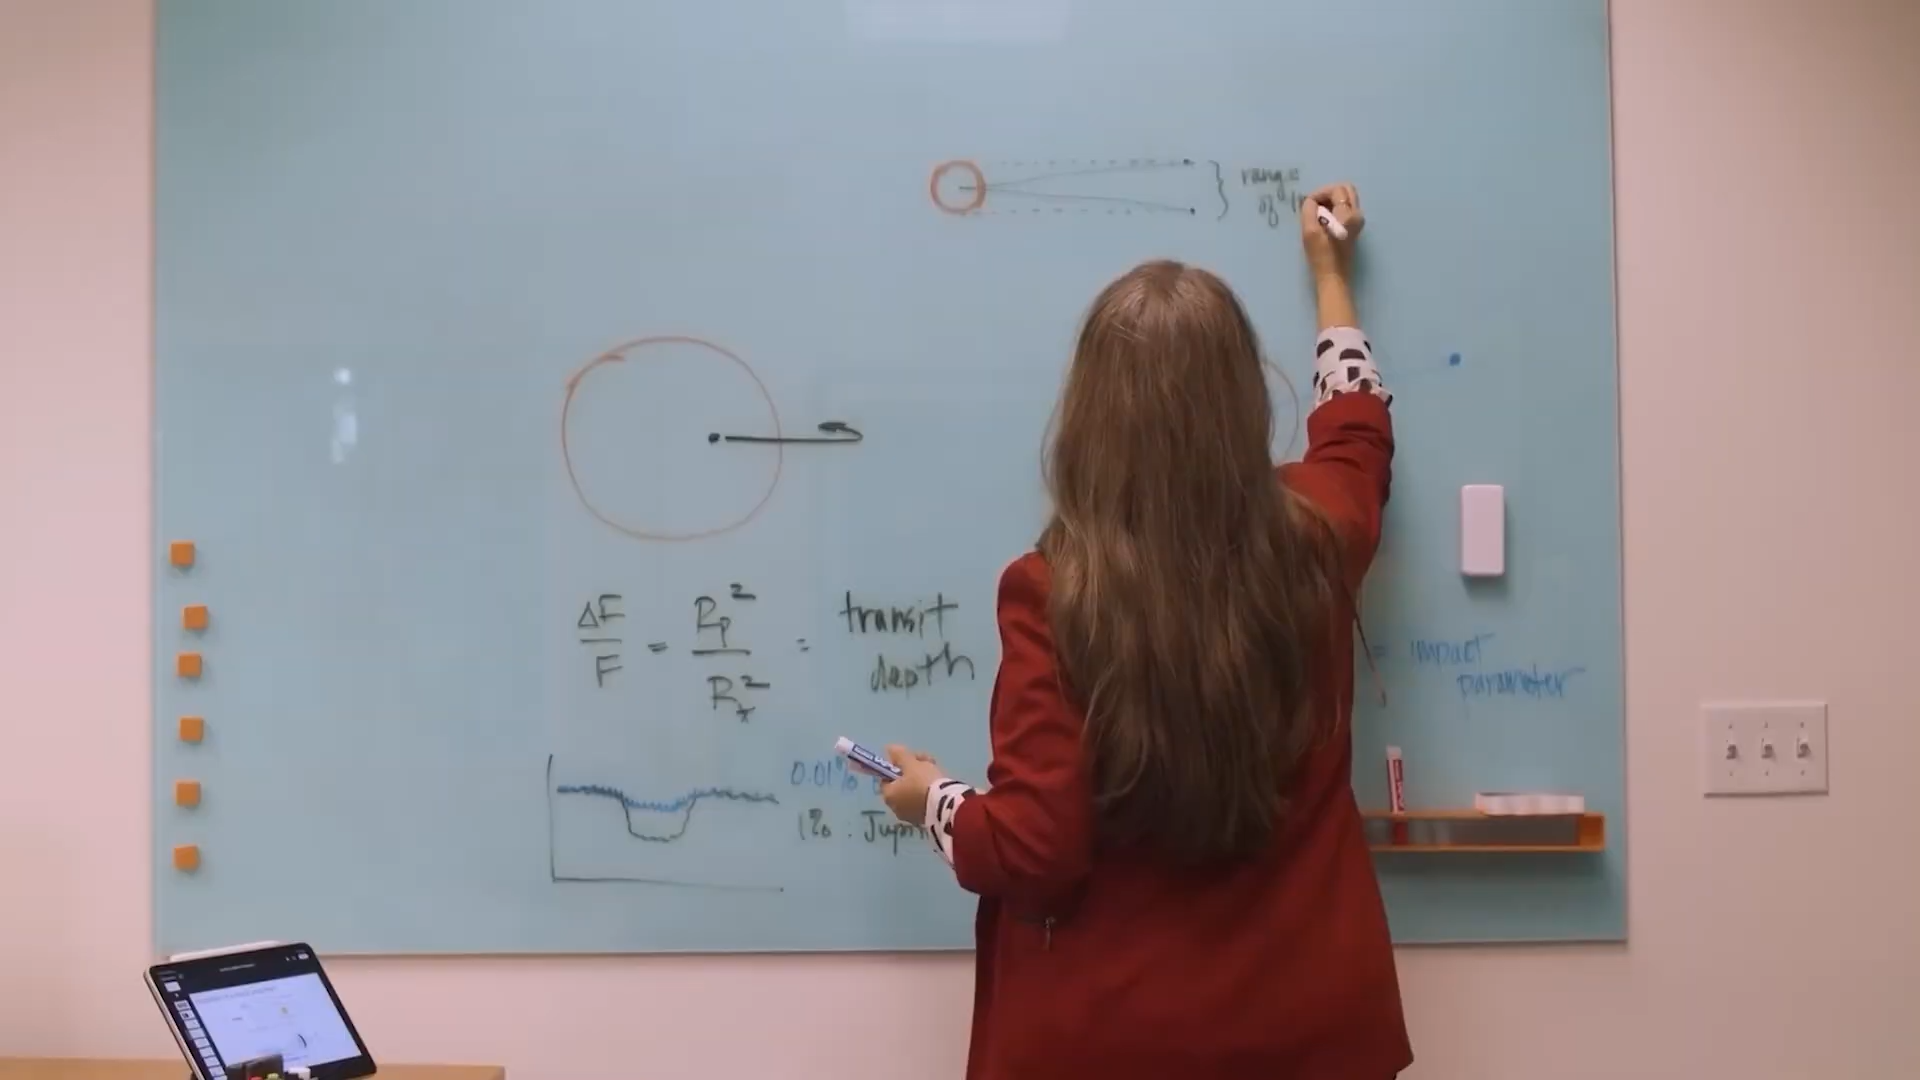 range
of
ΔF
F
=
Rp²
R*²
=
transit
depth
= impact
parameter
0.01%
1% : Jupi